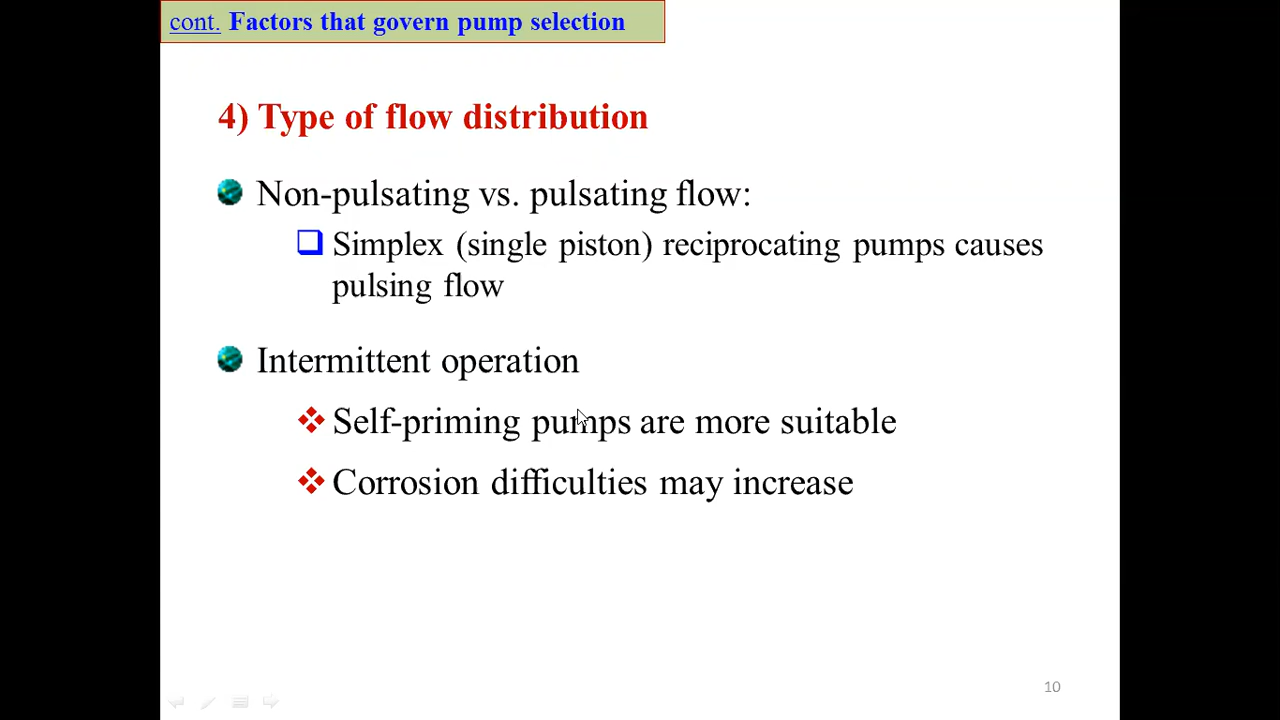 cont. Factors that govern pump selection
4) Type of flow distribution
Non-pulsating vs. pulsating flow:
Simplex (single piston) reciprocating pumps causes
pulsing flow
Intermittent operation
Self-priming pumps are more suitable
Corrosion difficulties may increase
10